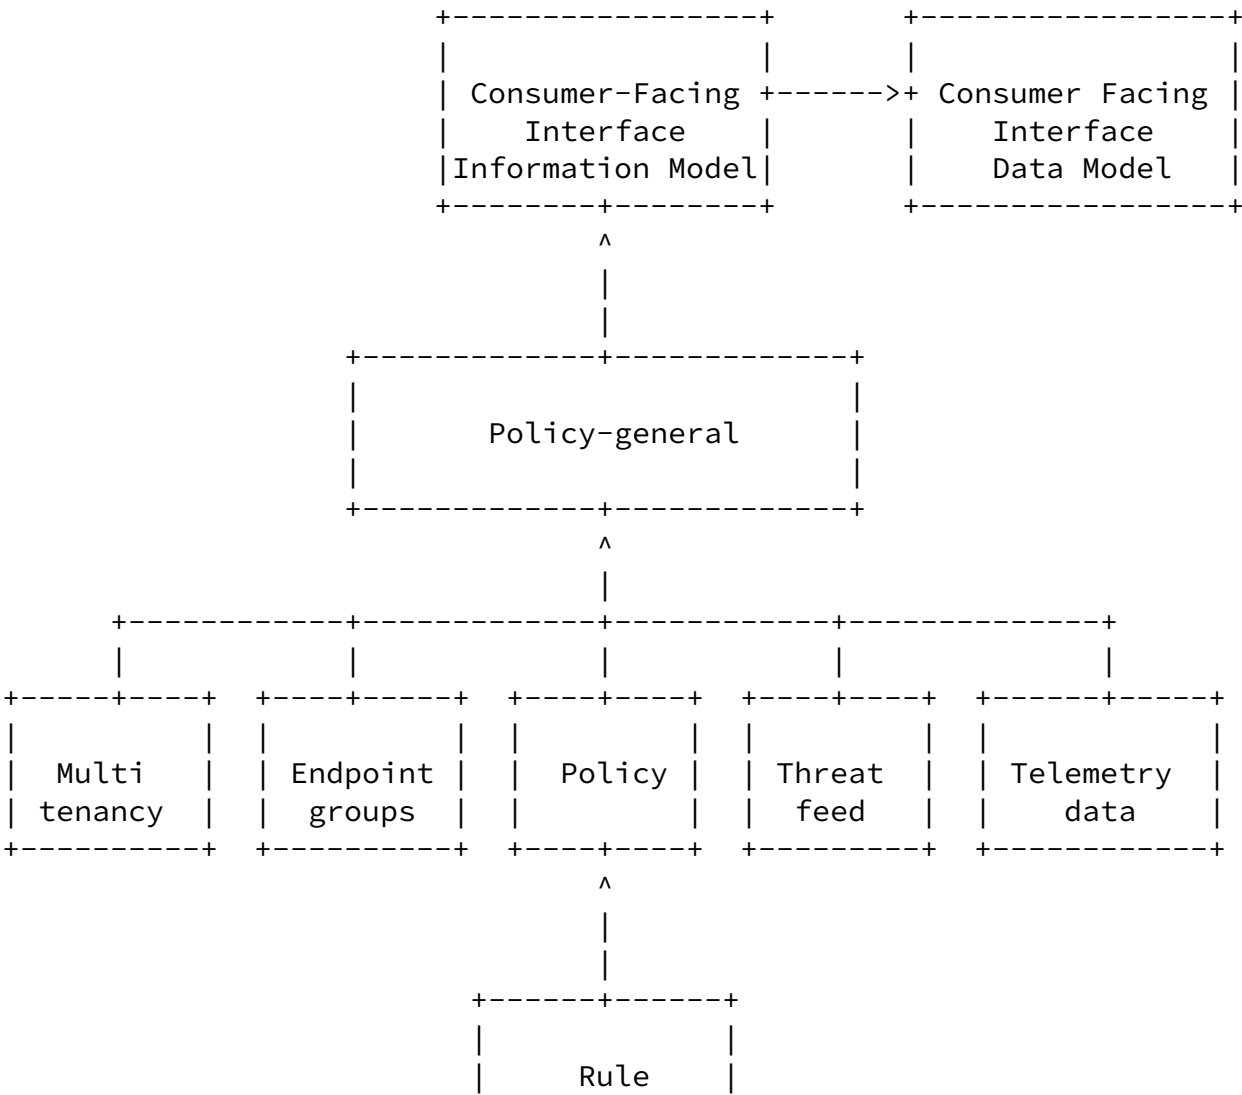 Consumer-Facing Consumer Facing
Interface Interface
Information Model Data Model
Policy-general
Multi Endpoint Policy Threat Telemetry
tenancy groups feed data
Rule